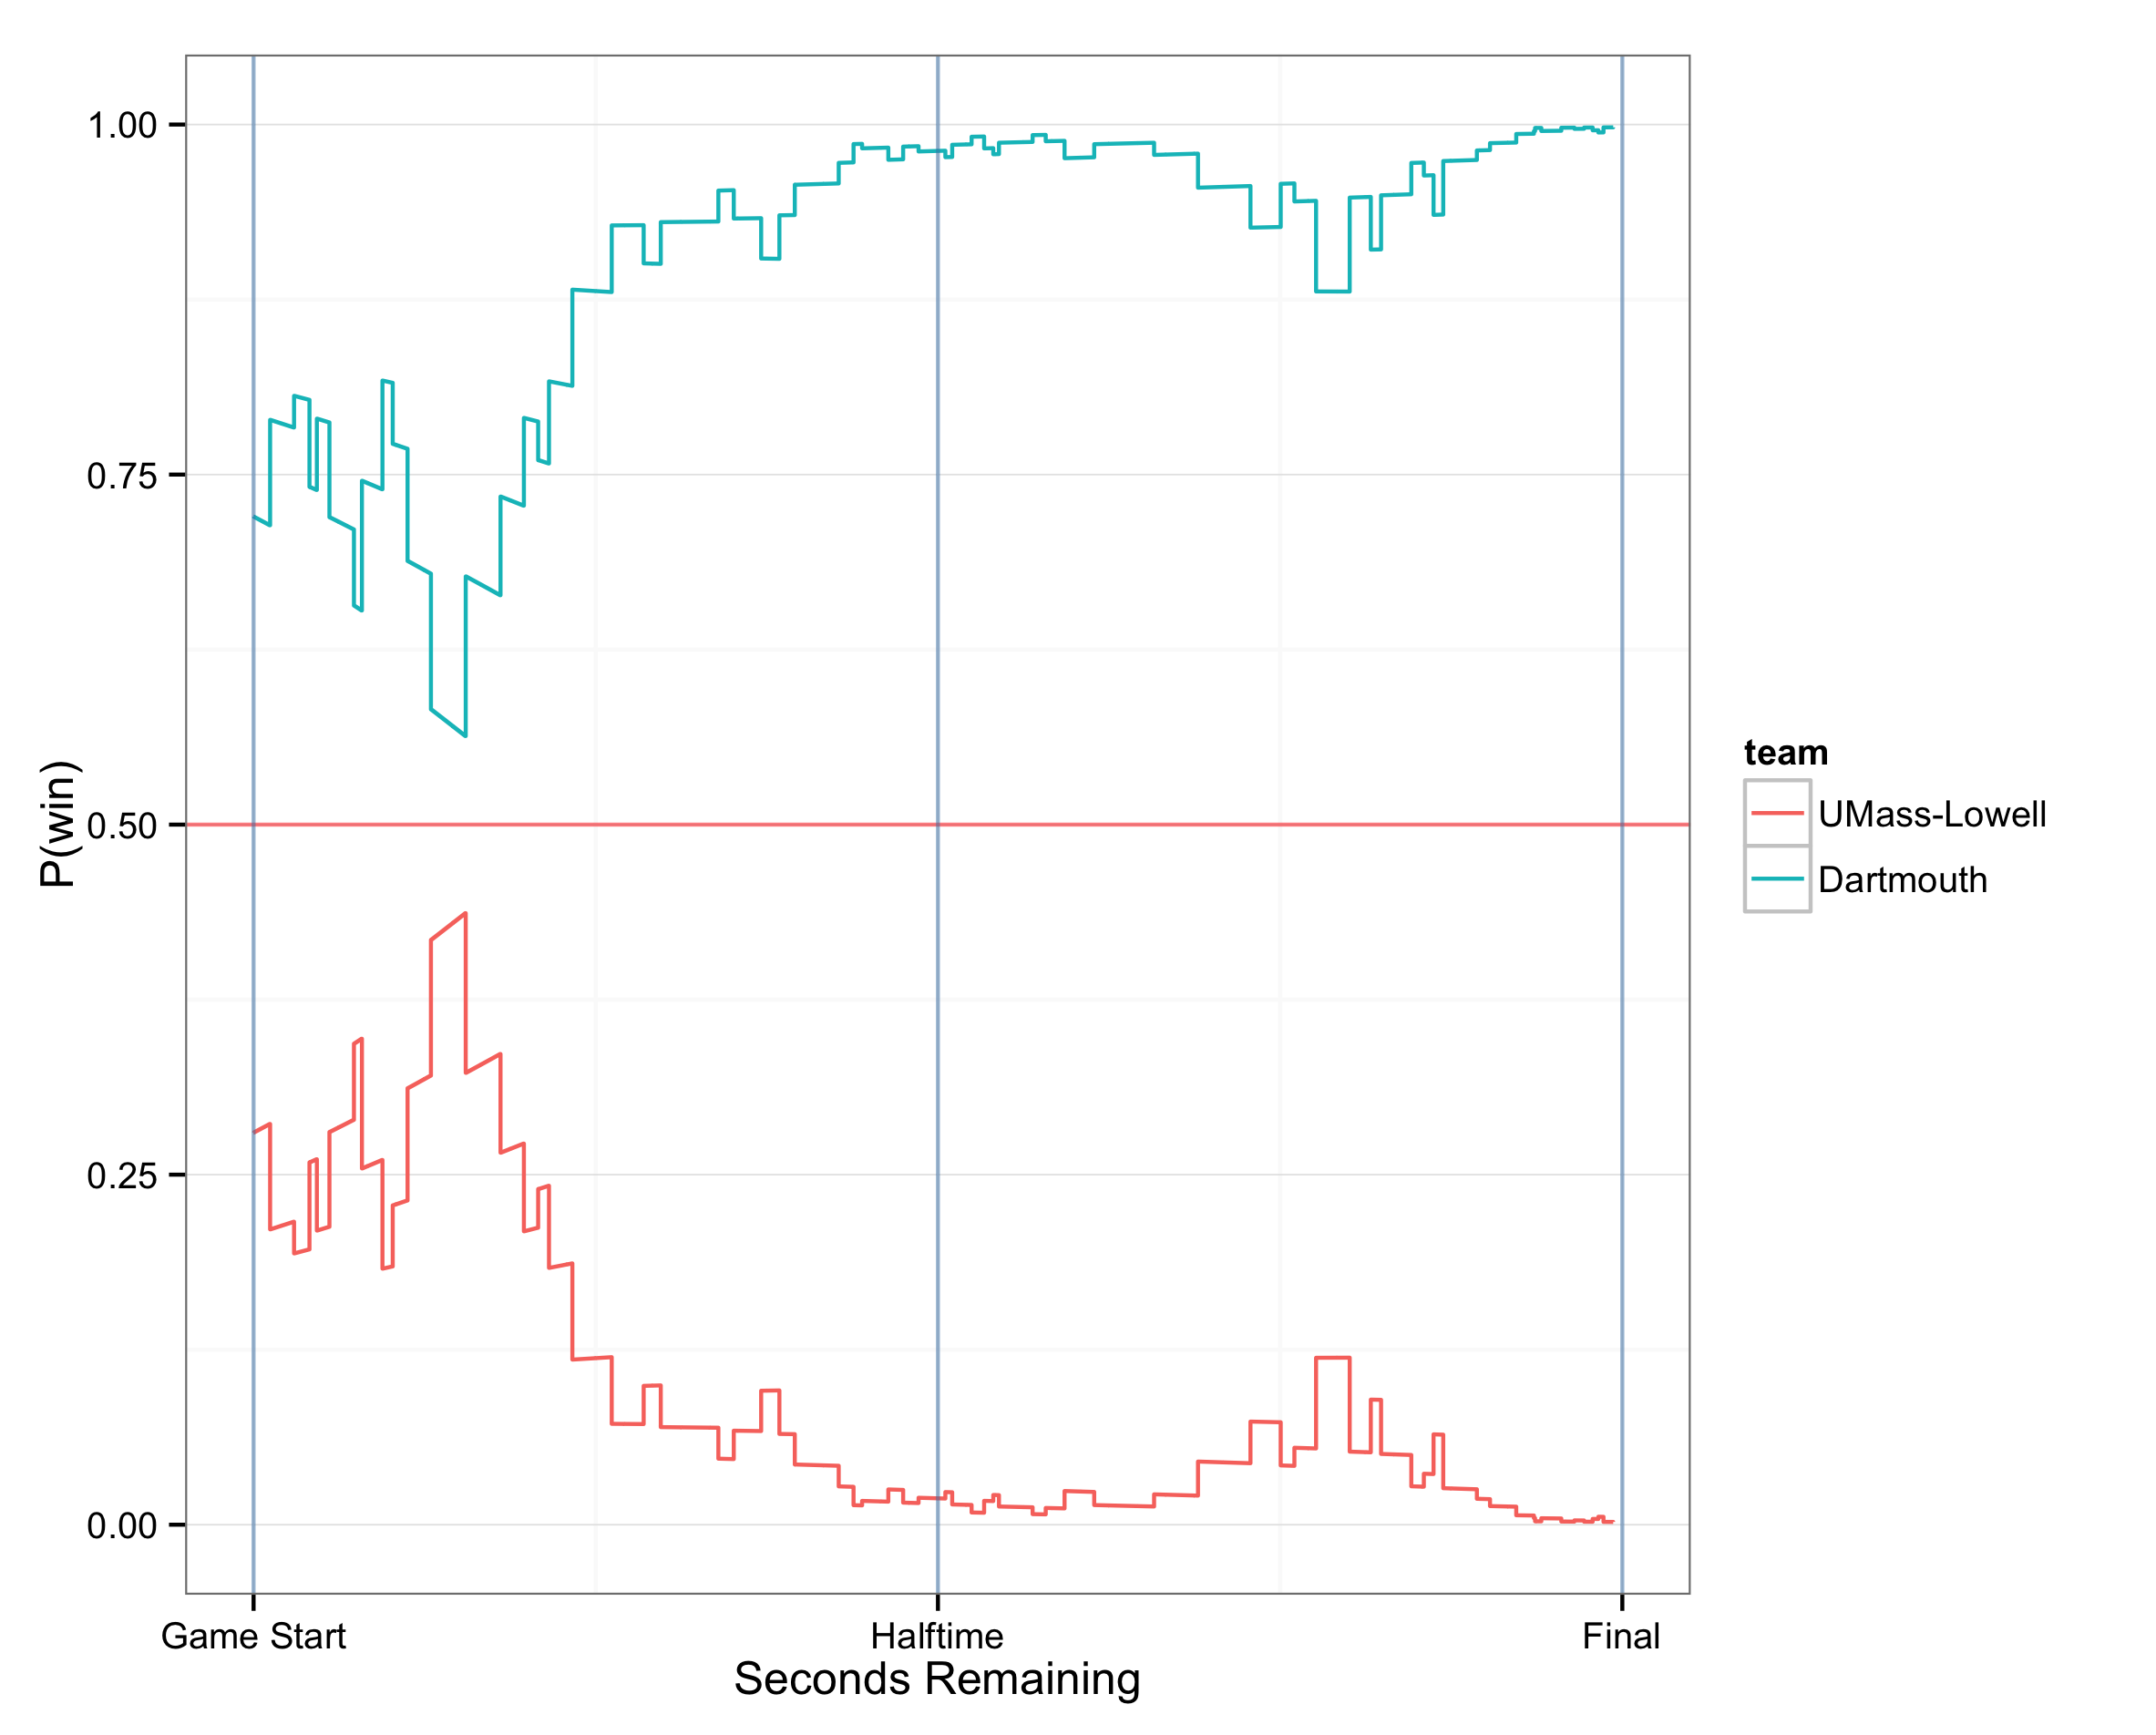 1.00
0.75
0.50
0.25
0.00
P(win)
Game Start
Halftime
Final
Seconds Remaining
team
UMass-Lowell
Dartmouth